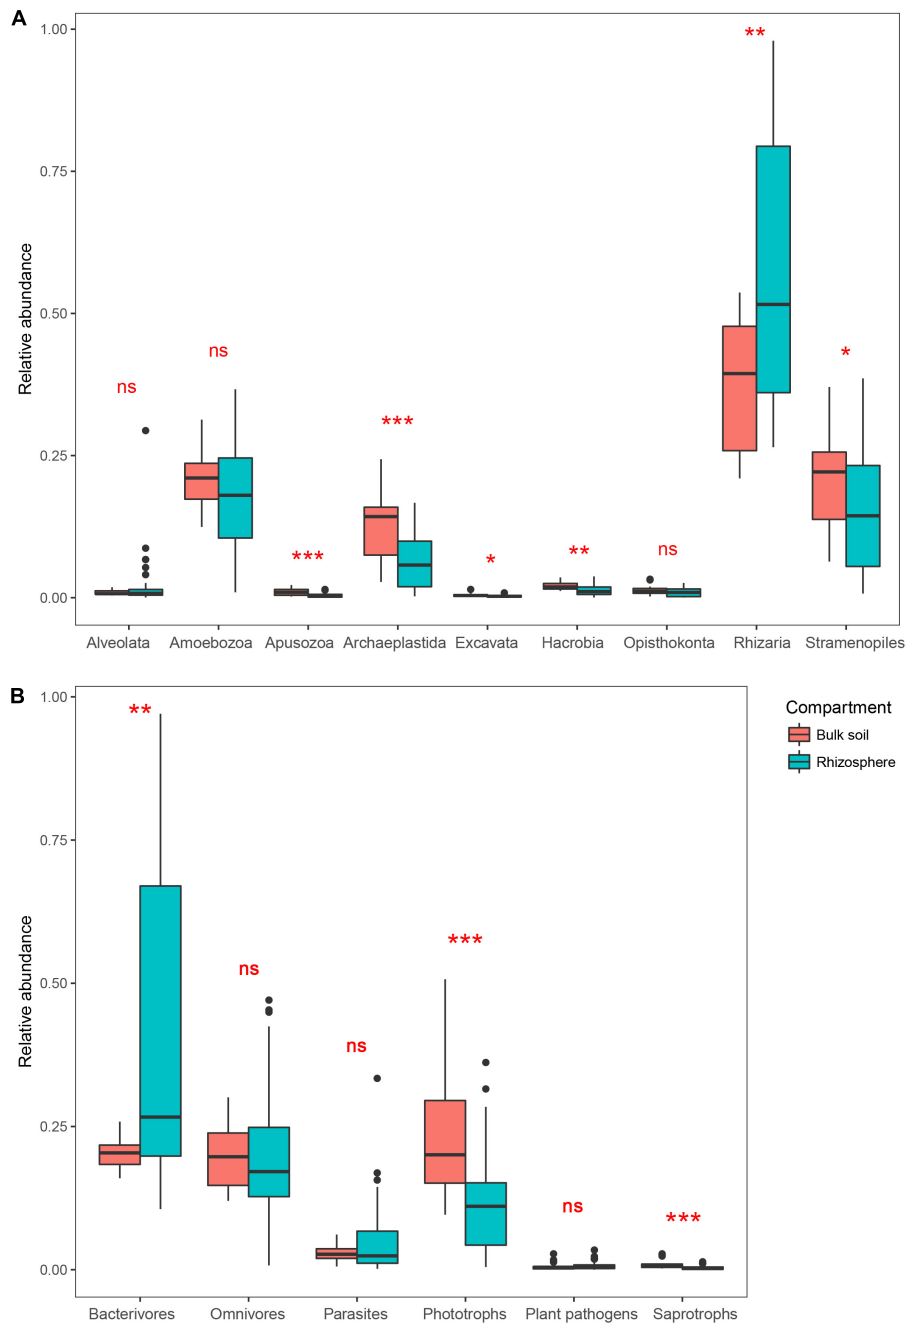 A
1.00
0.75
0.50
0.25
0.00
Relative abundance
ns
ns
***
***
*
**
ns
**
*
Alveolata Amoebozoa Apusozoa Archaeplastida Excavata Hacrobia Opisthokonta Rhizaria Stramenopiles
B
1.00
0.75
0.50
0.25
0.00
Relative abundance
**
ns
ns
***
ns
***
Bacterivores Omnivores Parasites Phototrophs Plant pathogens Saprotrophs
Compartment
Bulk soil
Rhizosphere